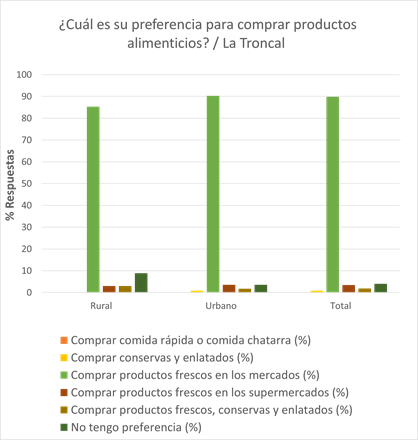 ¿Cuál es su preferencia para comprar productos
alimenticios? / La Troncal
100
90
80
70
60
50
40
30
20
10
0
% Respuestas
Rural Urbano Total
Comprar comida rápida o comida chatarra (%)
Comprar conservas y enlatados (%)
Comprar productos frescos en los mercados (%)
Comprar productos frescos en los supermercados (%)
Comprar productos frescos, conservas y enlatados (%)
No tengo preferencia (%)